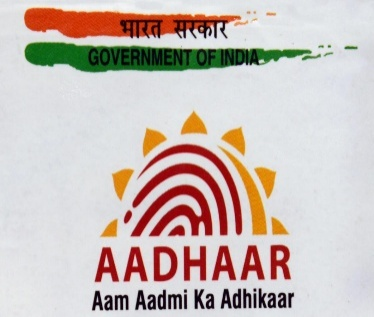 भारत सरकार
GOVERNMENT OF INDIA
AADHAAR
Aam Aadmi Ka Adhikaar